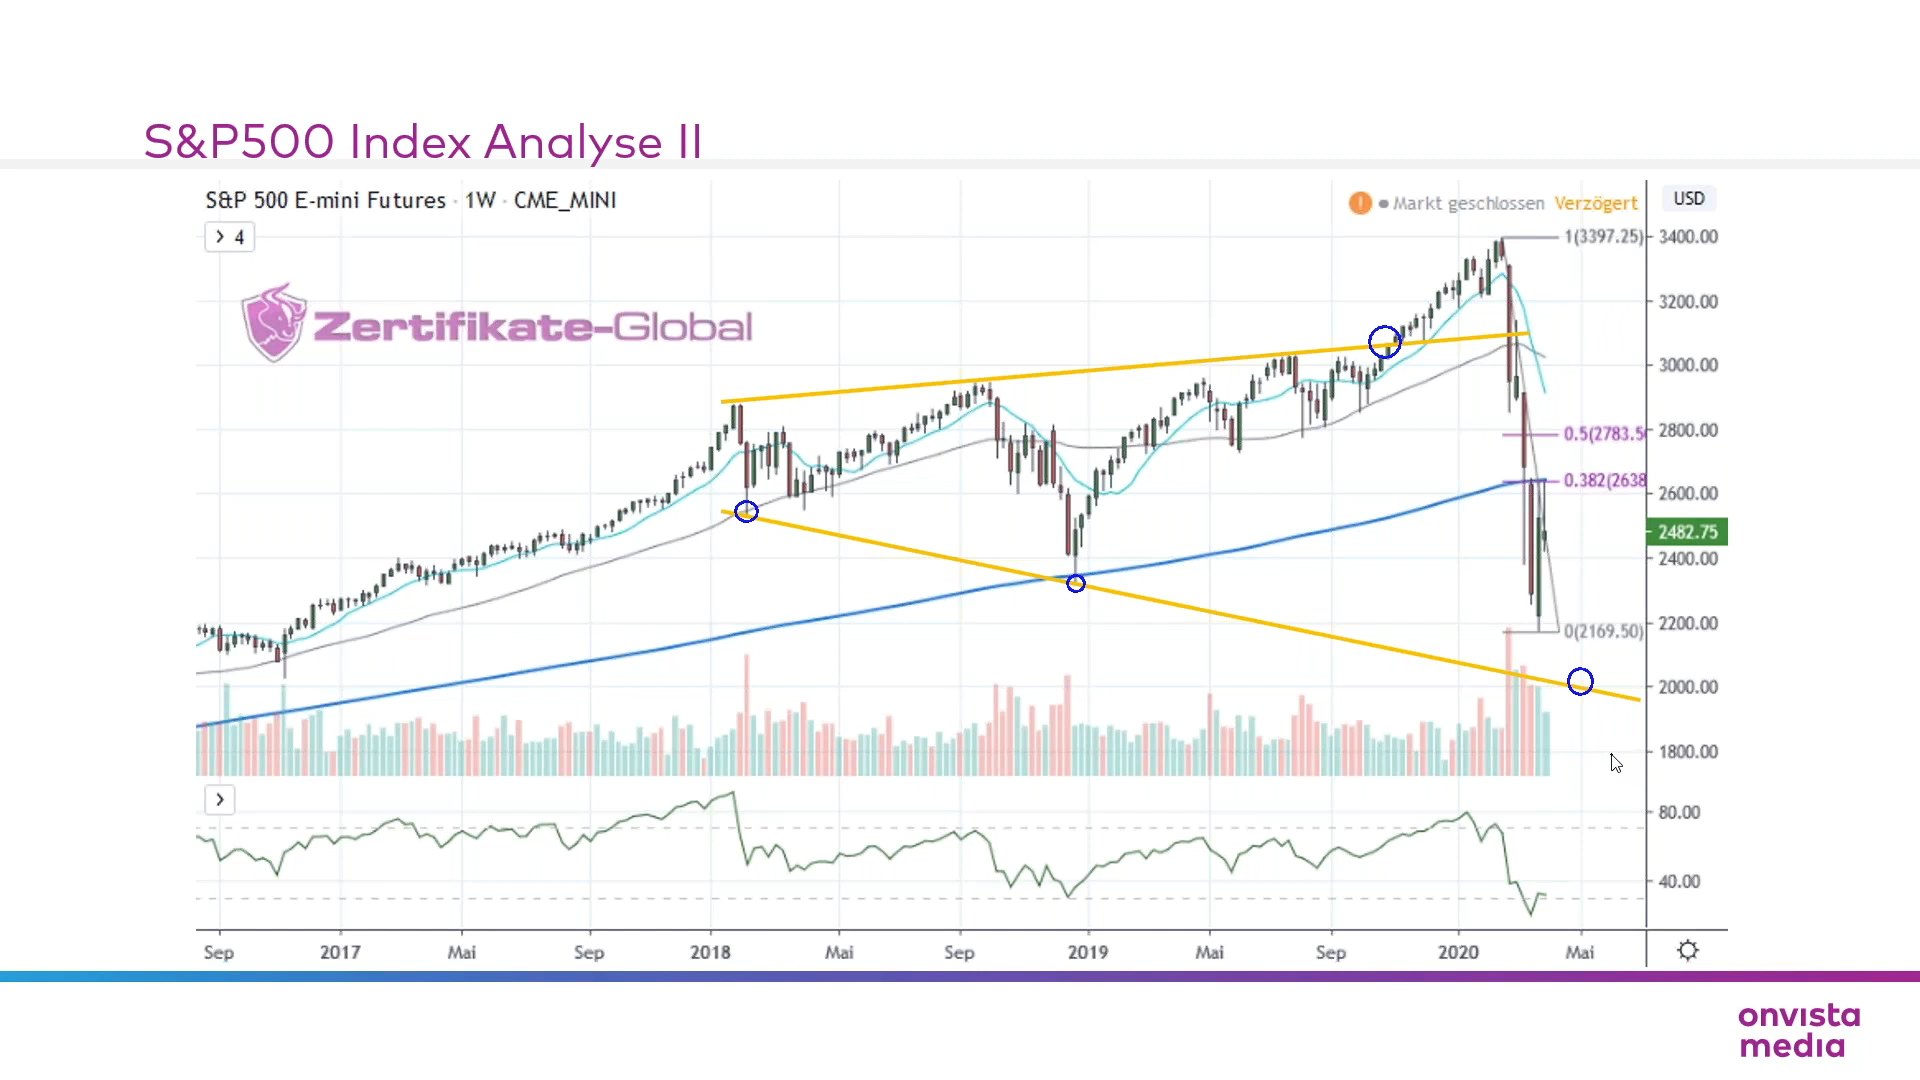 S&P500 Index Analyse II
S&P 500 E-mini Futures · 1W · CME_MINI
! Markt geschlossen Verzögert
USD
4
Zertifikate-Global
1(3397.25)
3400.00
3200.00
3000.00
0.5(2783.5
2800.00
0.382(2638
2600.00
2482.75
2400.00
0(2169.50)
2200.00
2000.00
1800.00
80.00
40.00
Sep 2017 Mai Sep 2018 Mai Sep 2019 Mai Sep 2020 Mai
onvista
media